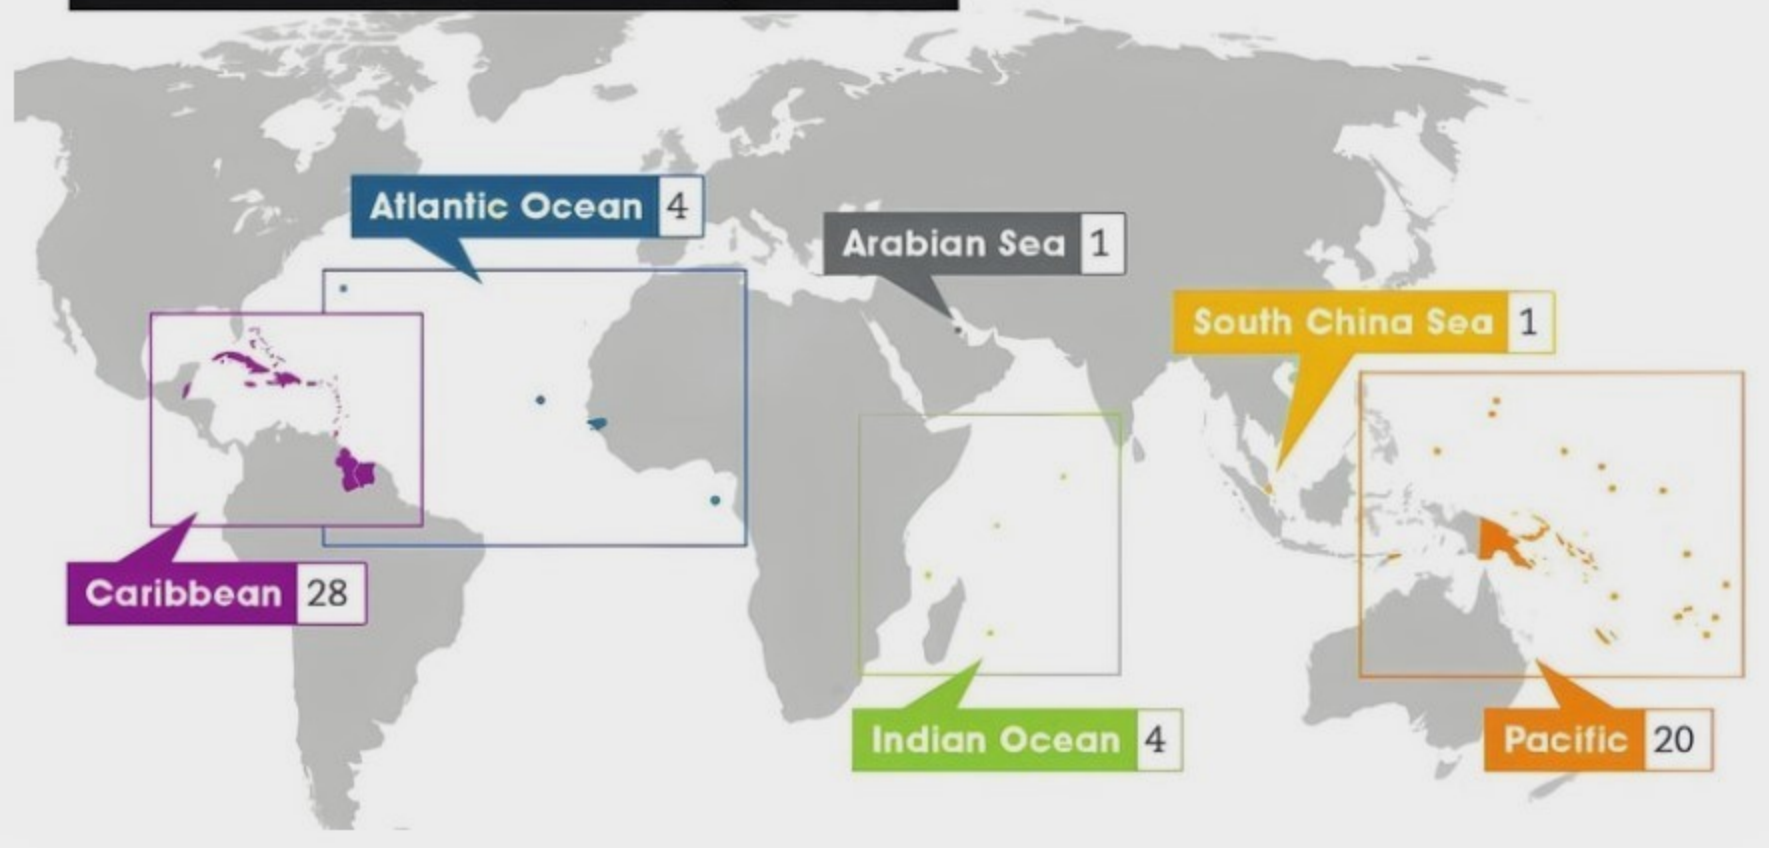 Atlantic Ocean 4
Arabian Sea 1
South China Sea 1
Caribbean 28
Indian Ocean 4
Pacific 20